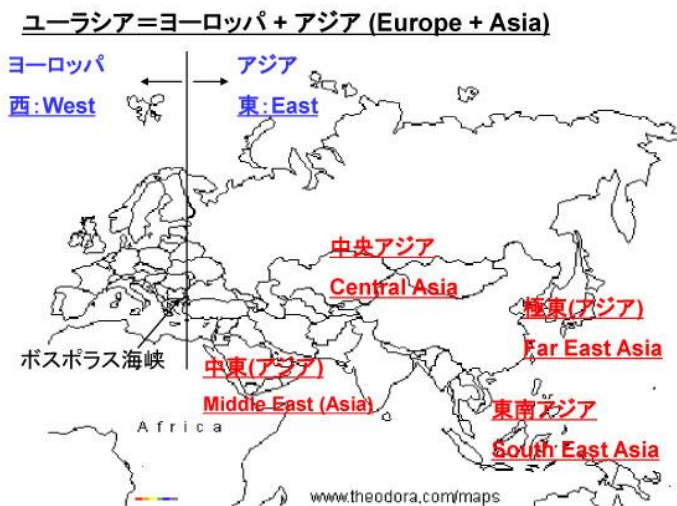 ユーラシア＝ヨーロッパ + アジア (Europe + Asia)
ヨーロッパ
アジア
西：West
東：East
中央アジア
Central Asia
極東(アジア)
Far East Asia
ボスポラス海峡
中東(アジア)
Middle East (Asia)
東南アジア
South East Asia
Africa
www.theodora.com/maps